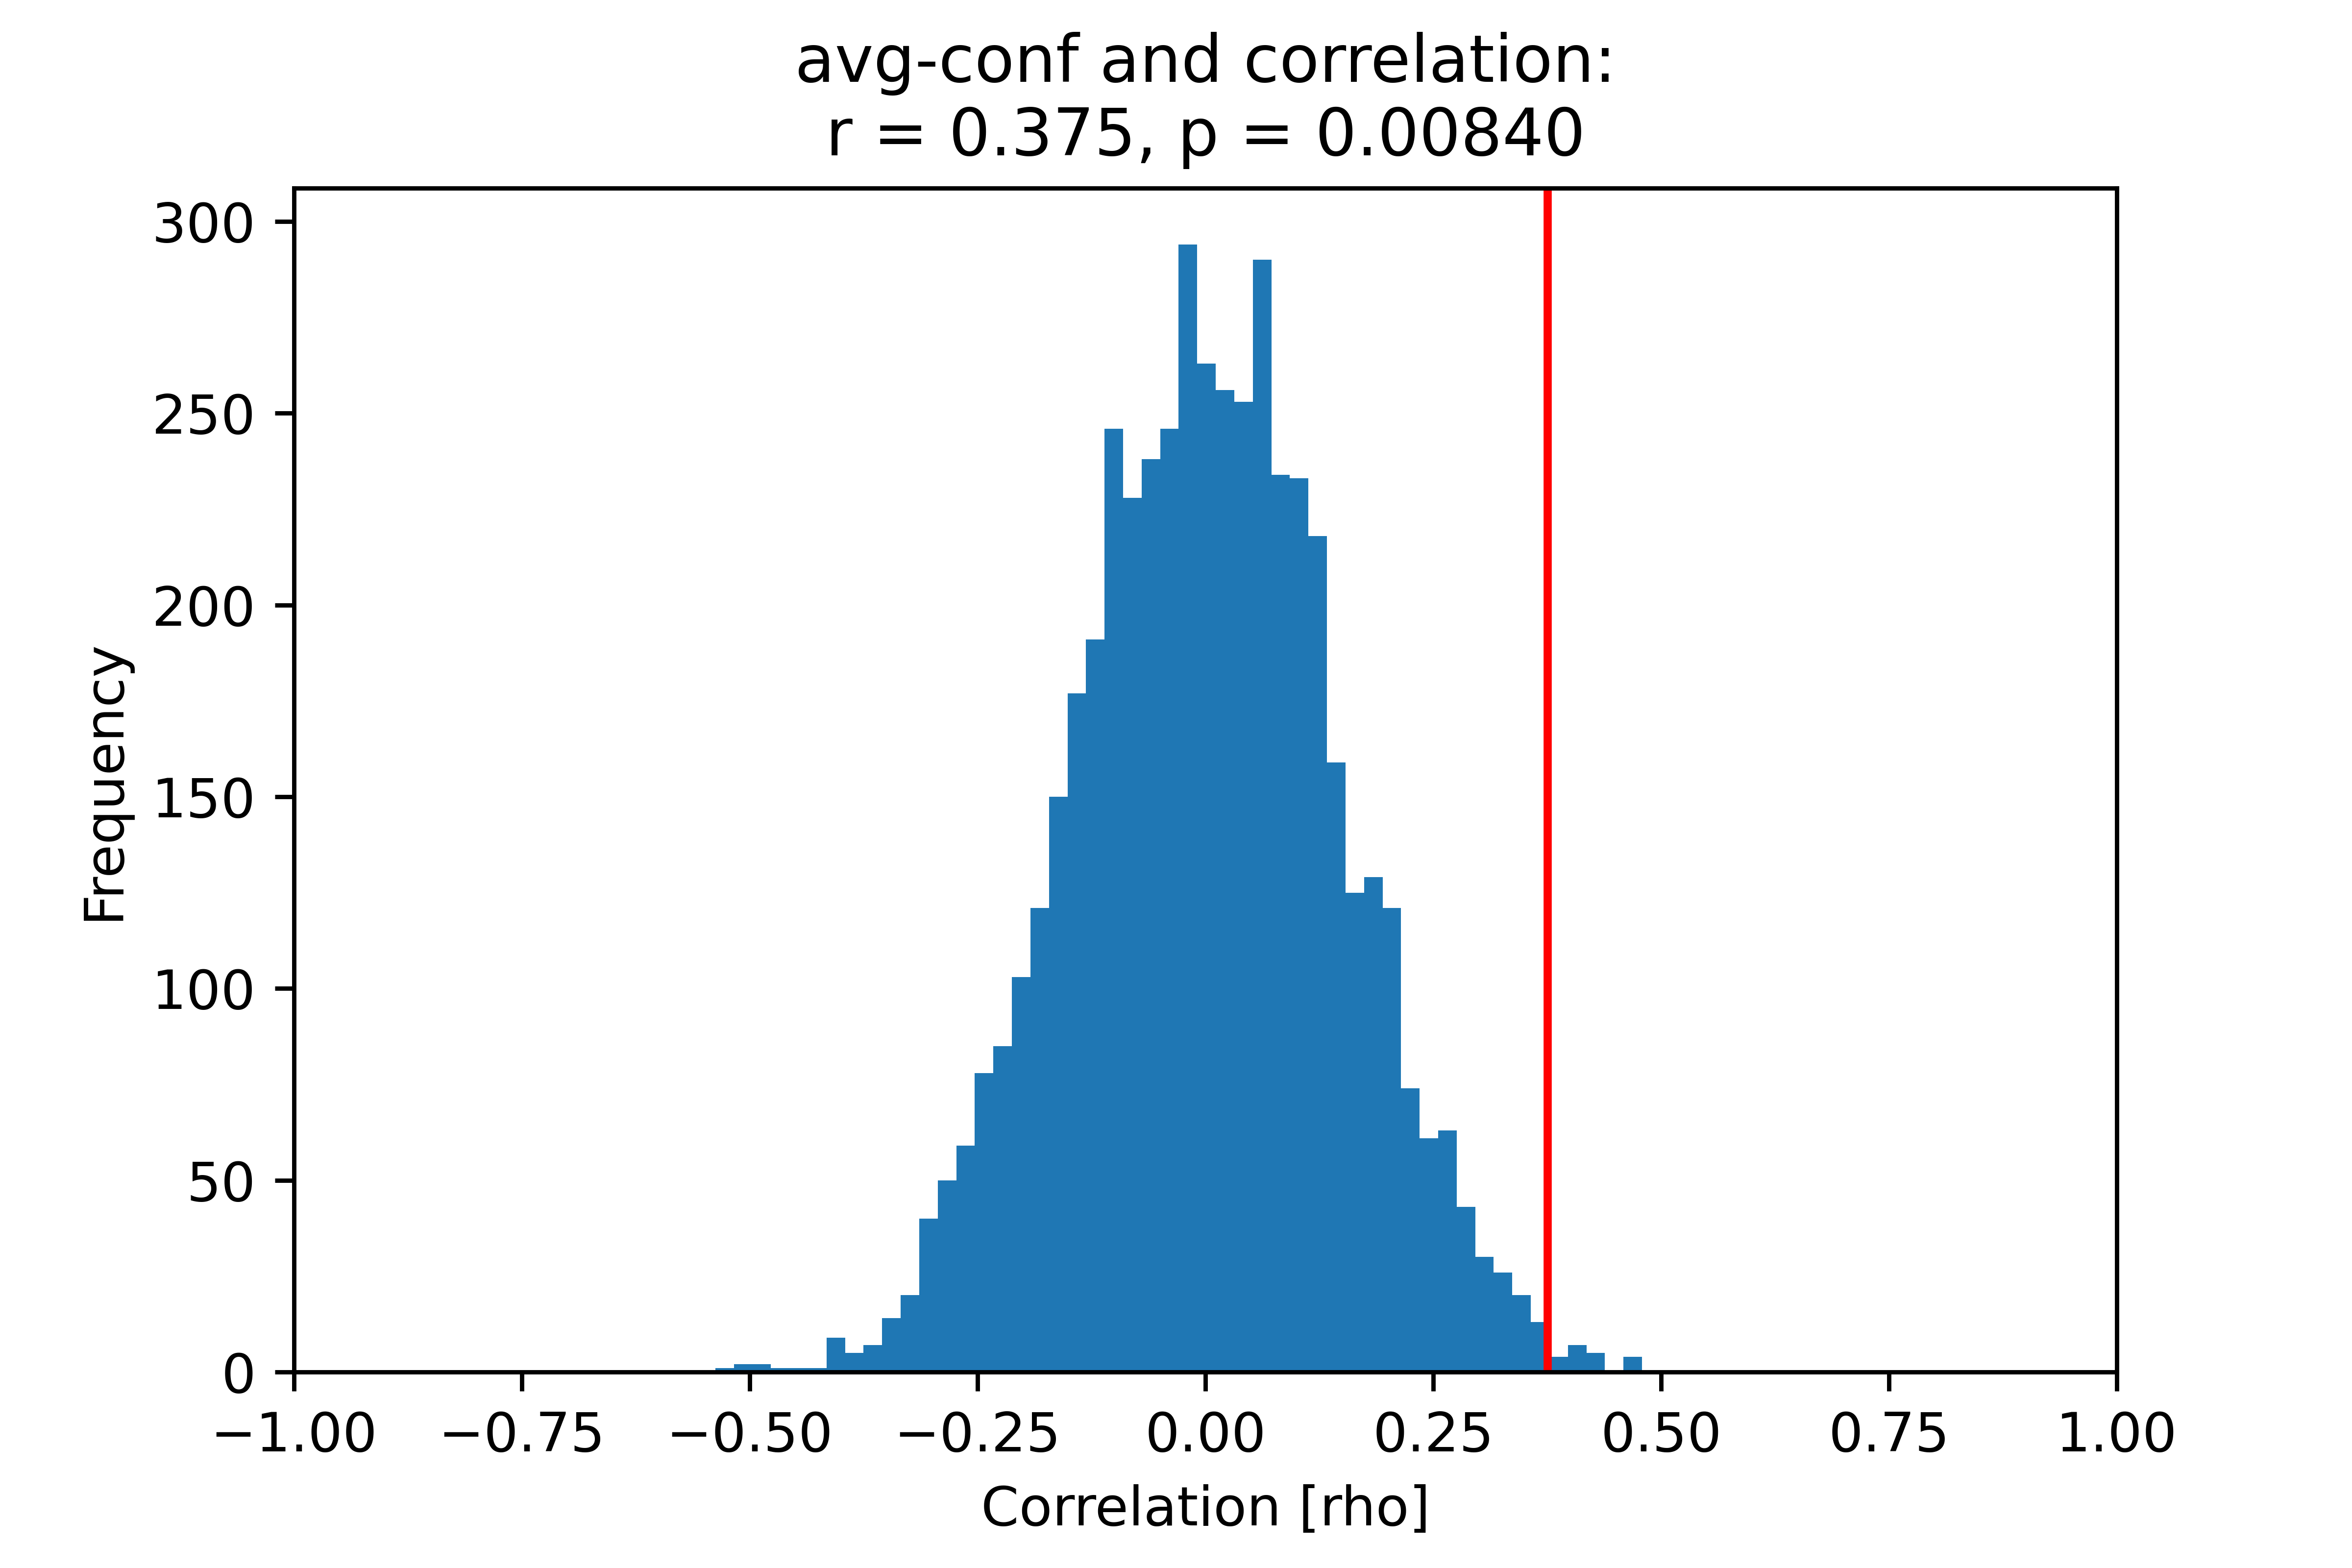 avg-conf and correlation:
r = 0.375, p = 0.00840
300
250
200
150
100
50
0
Frequency
−1.00 −0.75 −0.50 −0.25 0.00 0.25 0.50 0.75 1.00
Correlation [rho]